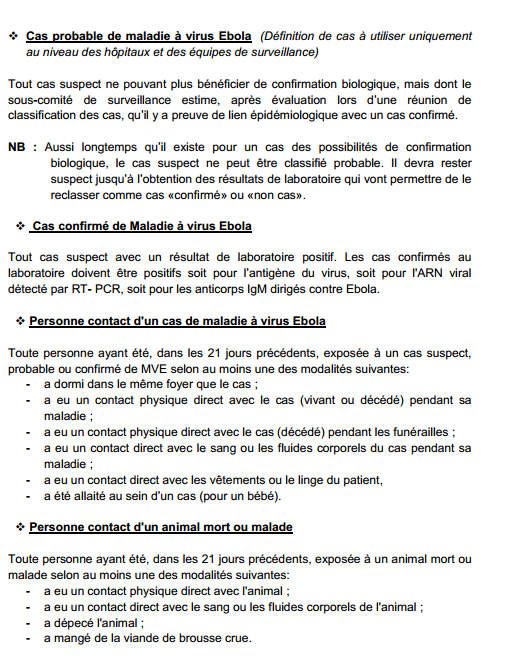 ❖ Cas probable de maladie à virus Ebola (Définition de cas à utiliser uniquement
au niveau des hôpitaux et des équipes de surveillance)
Tout cas suspect ne pouvant plus bénéficier de confirmation biologique, mais dont le
sous-comité de surveillance estime, après évaluation lors d'une réunion de
classification des cas, qu'il y a preuve de lien épidémiologique avec un cas confirmé.
NB : Aussi longtemps qu'il existe pour un cas des possibilités de confirmation
biologique, le cas suspect ne peut être classifié probable. Il devra rester
suspect jusqu'à l'obtention des résultats de laboratoire qui vont permettre de le
reclasser comme cas «confirmé» ou «non cas».
❖ Cas confirmé de Maladie à virus Ebola
Tout cas suspect avec un résultat de laboratoire positif. Les cas confirmés au
laboratoire doivent être positifs soit pour l'antigène du virus, soit pour l'ARN viral
détecté par RT- PCR, soit pour les anticorps IgM dirigés contre Ebola.
❖ Personne contact d'un cas de maladie à virus Ebola
Toute personne ayant été, dans les 21 jours précédents, exposée à un cas suspect,
probable ou confirmé de MVE selon au moins une des modalités suivantes:
- a dormi dans le même foyer que le cas ;
- a eu un contact physique direct avec le cas (vivant ou décédé) pendant sa
maladie ;
- a eu un contact physique direct avec le cas (décédé) pendant les funérailles ;
- a eu un contact direct avec le sang ou les fluides corporels du cas pendant sa
maladie ;
- a eu un contact direct avec les vêtements ou le linge du patient,
- a été allaité au sein d'un cas (pour un bébé).
❖ Personne contact d'un animal mort ou malade
Toute personne ayant été, dans les 21 jours précédents, exposée à un animal mort ou
malade selon au moins une des modalités suivantes:
- a eu un contact physique direct avec l'animal ;
- a eu un contact direct avec le sang ou les fluides corporels de l'animal ;
- a dépecé l'animal ;
- a mangé de la viande de brousse crue.